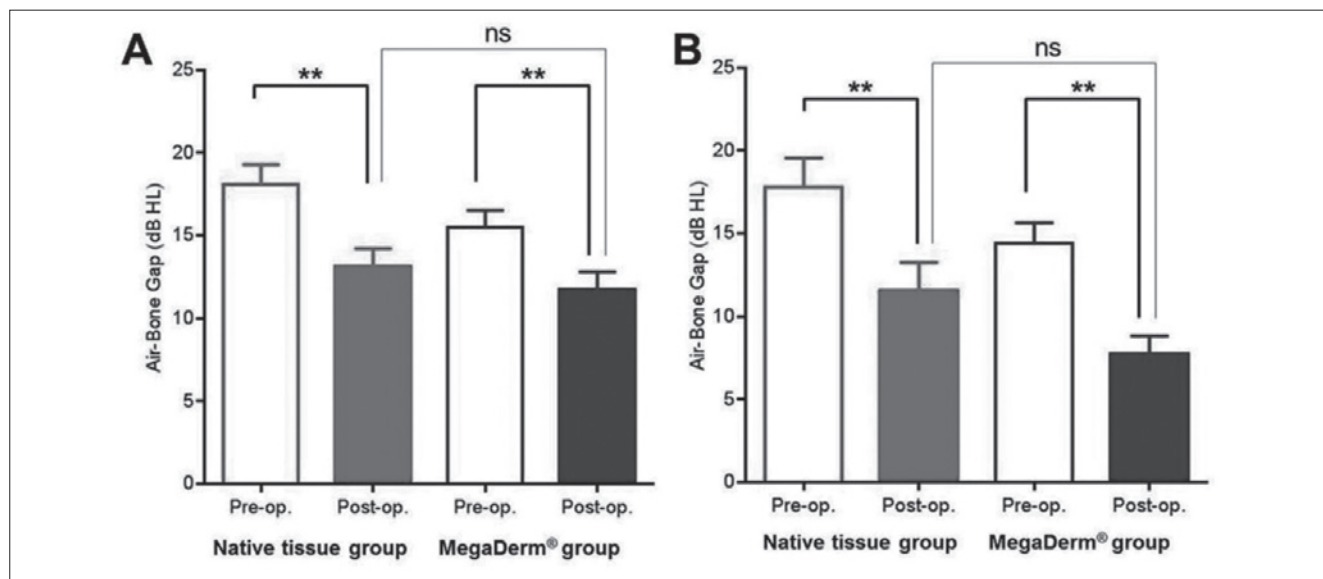 A
ns
**
**
25
20
15
10
5
0
Air-Bone Gap (dB HL)
Pre-op. Post-op. Pre-op. Post-op.
Native tissue group MegaDerm® group
B
ns
**
**
25
20
15
10
5
0
Air-Bone Gap (dB HL)
Pre-op. Post-op. Pre-op. Post-op.
Native tissue group MegaDerm® group